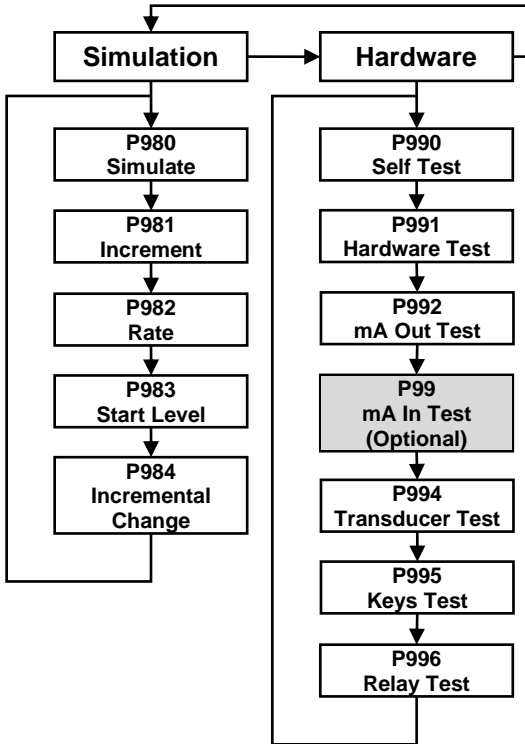 Simulation
Hardware
P980
Simulate
P981
Increment
P982
Rate
P983
Start Level
P984
Incremental
Change
P990
Self Test
P991
Hardware Test
P992
mA Out Test
P99
mA In Test
(Optional)
P994
Transducer Test
P995
Keys Test
P996
Relay Test